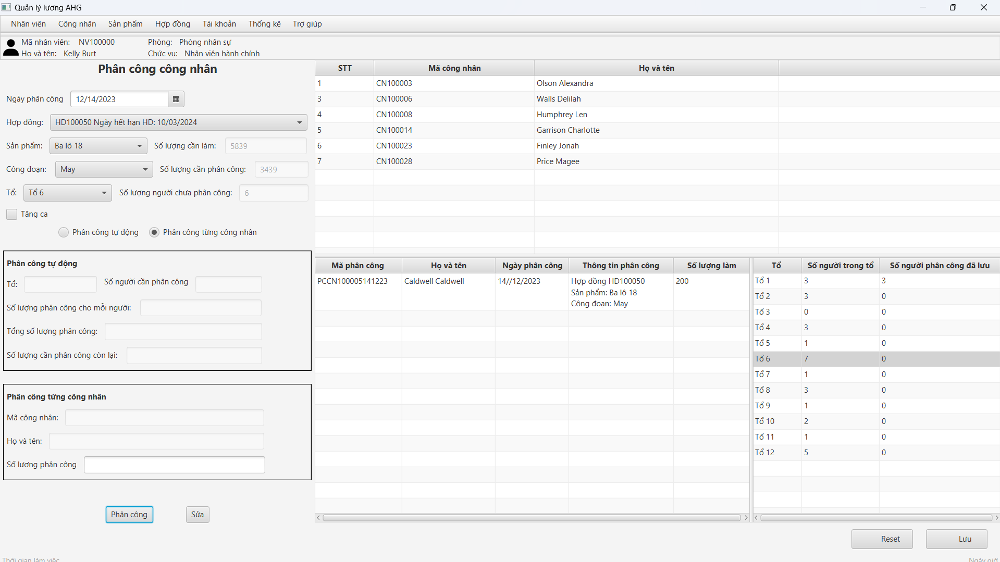 Quản lý lương AHG
Nhân viên Công nhân Sản phẩm Hợp đồng Tài khoản Thống kê Trợ giúp
Mã nhân viên: NV100000 Phòng: Phòng nhân sự
Họ và tên: Kelly Burt Chức vụ: Nhân viên hành chính
Phân công công nhân
Ngày phân công 12/14/2023
Hợp đồng: HD100050 Ngày hết hạn HD: 10/03/2024
Sản phẩm: Ba lô 18 Số lượng cần làm: 5839
Công đoạn: May Số lượng cần phân công: 3439
Tổ: Tổ 6 Số lượng người chưa phân công: 6
Tăng ca
Phân công tự động Phân công từng công nhân
Phân công tự động
Tổ: Số người cần phân công
Số lượng phân công cho mỗi người:
Tổng số lượng phân công:
Số lượng cần phân công còn lại:
Phân công từng công nhân
Mã công nhân:
Họ và tên:
Số lượng phân công
Phân công Sửa
STT Mã công nhân Họ và tên
1 CN100003 Olson Alexandra
3 CN100006 Walls Delilah
4 CN100008 Humphrey Len
5 CN100014 Garrison Charlotte
6 CN100023 Finley Jonah
7 CN100028 Price Magee
Mã phân công Họ và tên Ngày phân công Thông tin phân công Số lượng làm
PCCN100005141223 Caldwell Caldwell 14//12/2023 Hợp dồng HD100050 200
Sản phẩm: Ba lô 18
Công đoạn: May
Tổ Số người trong tổ Số người phân công đã lưu
Tổ 1 3 3
Tổ 2 3 0
Tổ 3 0 0
Tổ 4 3 0
Tổ 5 1 0
Tổ 6 7 0
Tổ 7 1 0
Tổ 8 3 0
Tổ 9 1 0
Tổ 10 2 0
Tổ 11 1 0
Tổ 12 5 0
Reset Lưu
Thời gian làm việc Ngày giờ